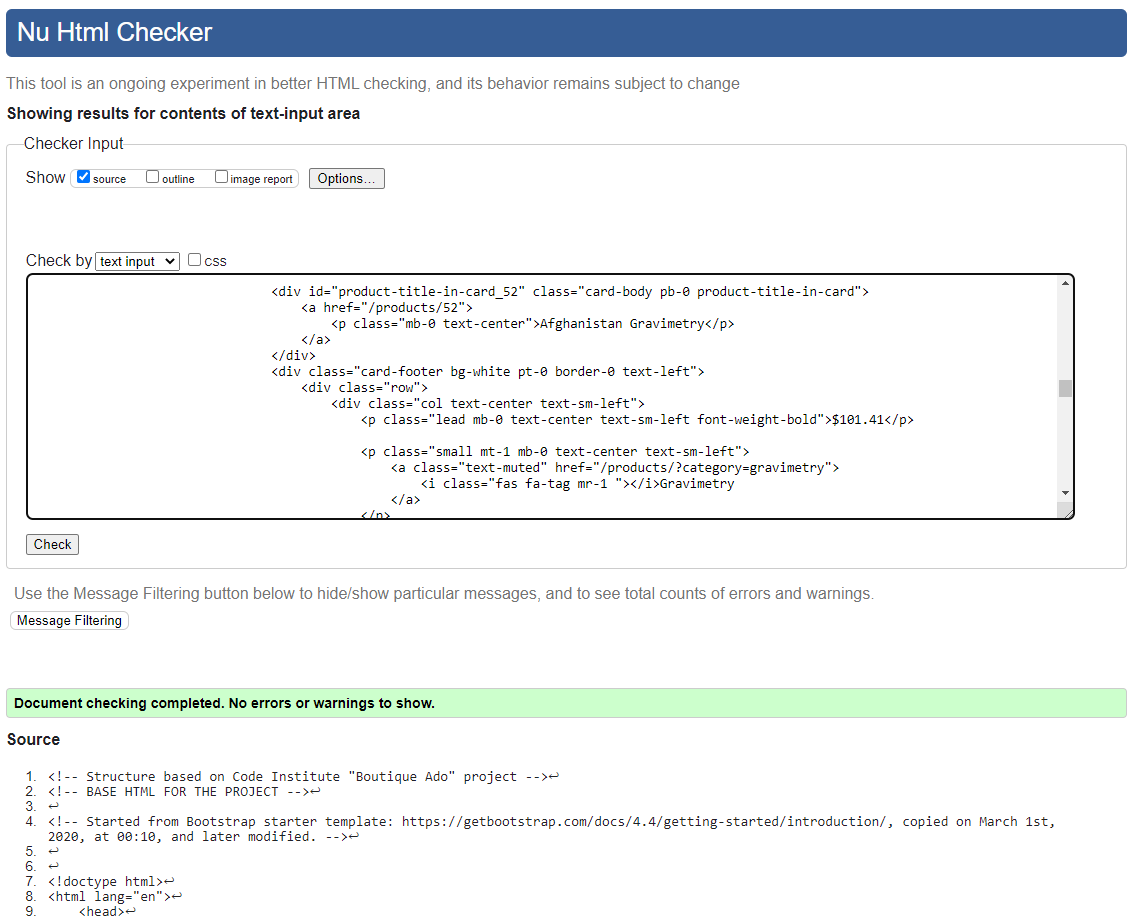 Nu Html Checker
This tool is an ongoing experiment in better HTML checking, and its behavior remains subject to change
Showing results for contents of text-input area
Checker Input
Show source outline image report Options...
Check by text input css
<div id="product-title-in-card_52" class="card-body pb-0 product-title-in-card">
<a href="/products/52">
<p class="mb-0 text-center">Afghanistan Gravimetry</p>
</a>
</div>
<div class="card-footer bg-white pt-0 border-0 text-left">
<div class="row">
<div class="col text-center text-sm-left">
<p class="lead mb-0 text-center text-sm-left font-weight-bold">$101.41</p>
<p class="small mt-1 mb-0 text-center text-sm-left">
<a class="text-muted" href="/products/?category=gravimetry">
<i class="fas fa-tag mr-1 "></i>Gravimetry
</a>
</p>
Check
Use the Message Filtering button below to hide/show particular messages, and to see total counts of errors and warnings.
Message Filtering
Document checking completed. No errors or warnings to show.
Source
1. <!-- Structure based on Code Institute "Boutique Ado" project -->↩
2. <!-- BASE HTML FOR THE PROJECT -->↩
3. ↩
4. <!-- Started from Bootstrap starter template: https://getbootstrap.com/docs/4.4/getting-started/introduction/, copied on March 1st,
2020, at 00:10, and later modified. -->↩
5. ↩
6. ↩
7. <!doctype html>↩
8. <html lang="en">↩
9. <head>↩